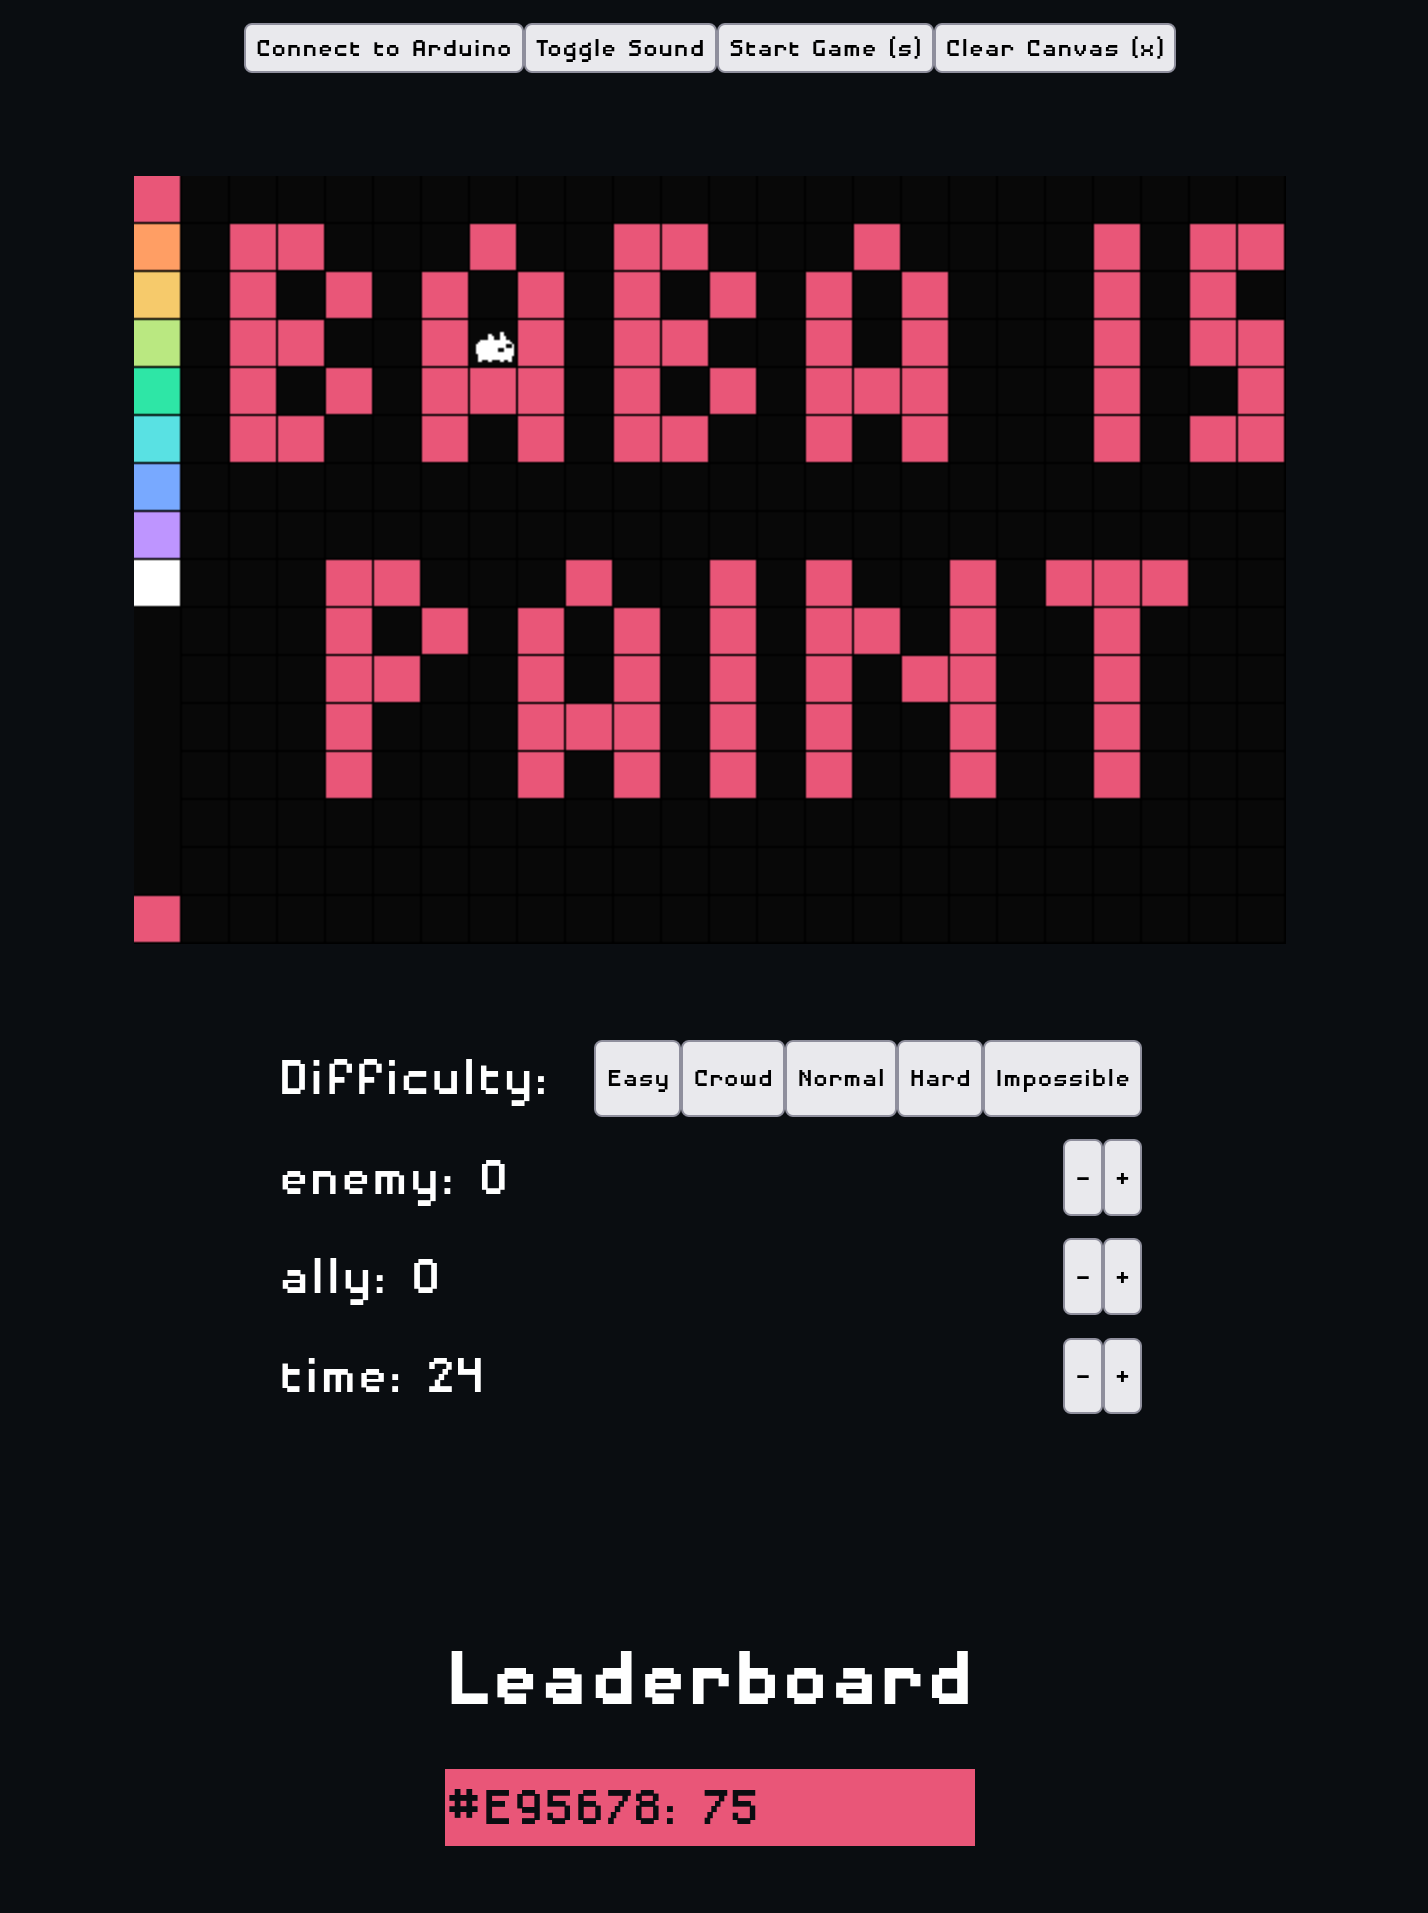 Connect to Arduino Toggle Sound Start Game (s) Clear Canvas (x)
BABA IS
PAINT
Difficulty: Easy Crowd Normal Hard Impossible
enemy: 0 - +
ally: 0 - +
time: 24 - +
Leaderboard
#E95678: 75